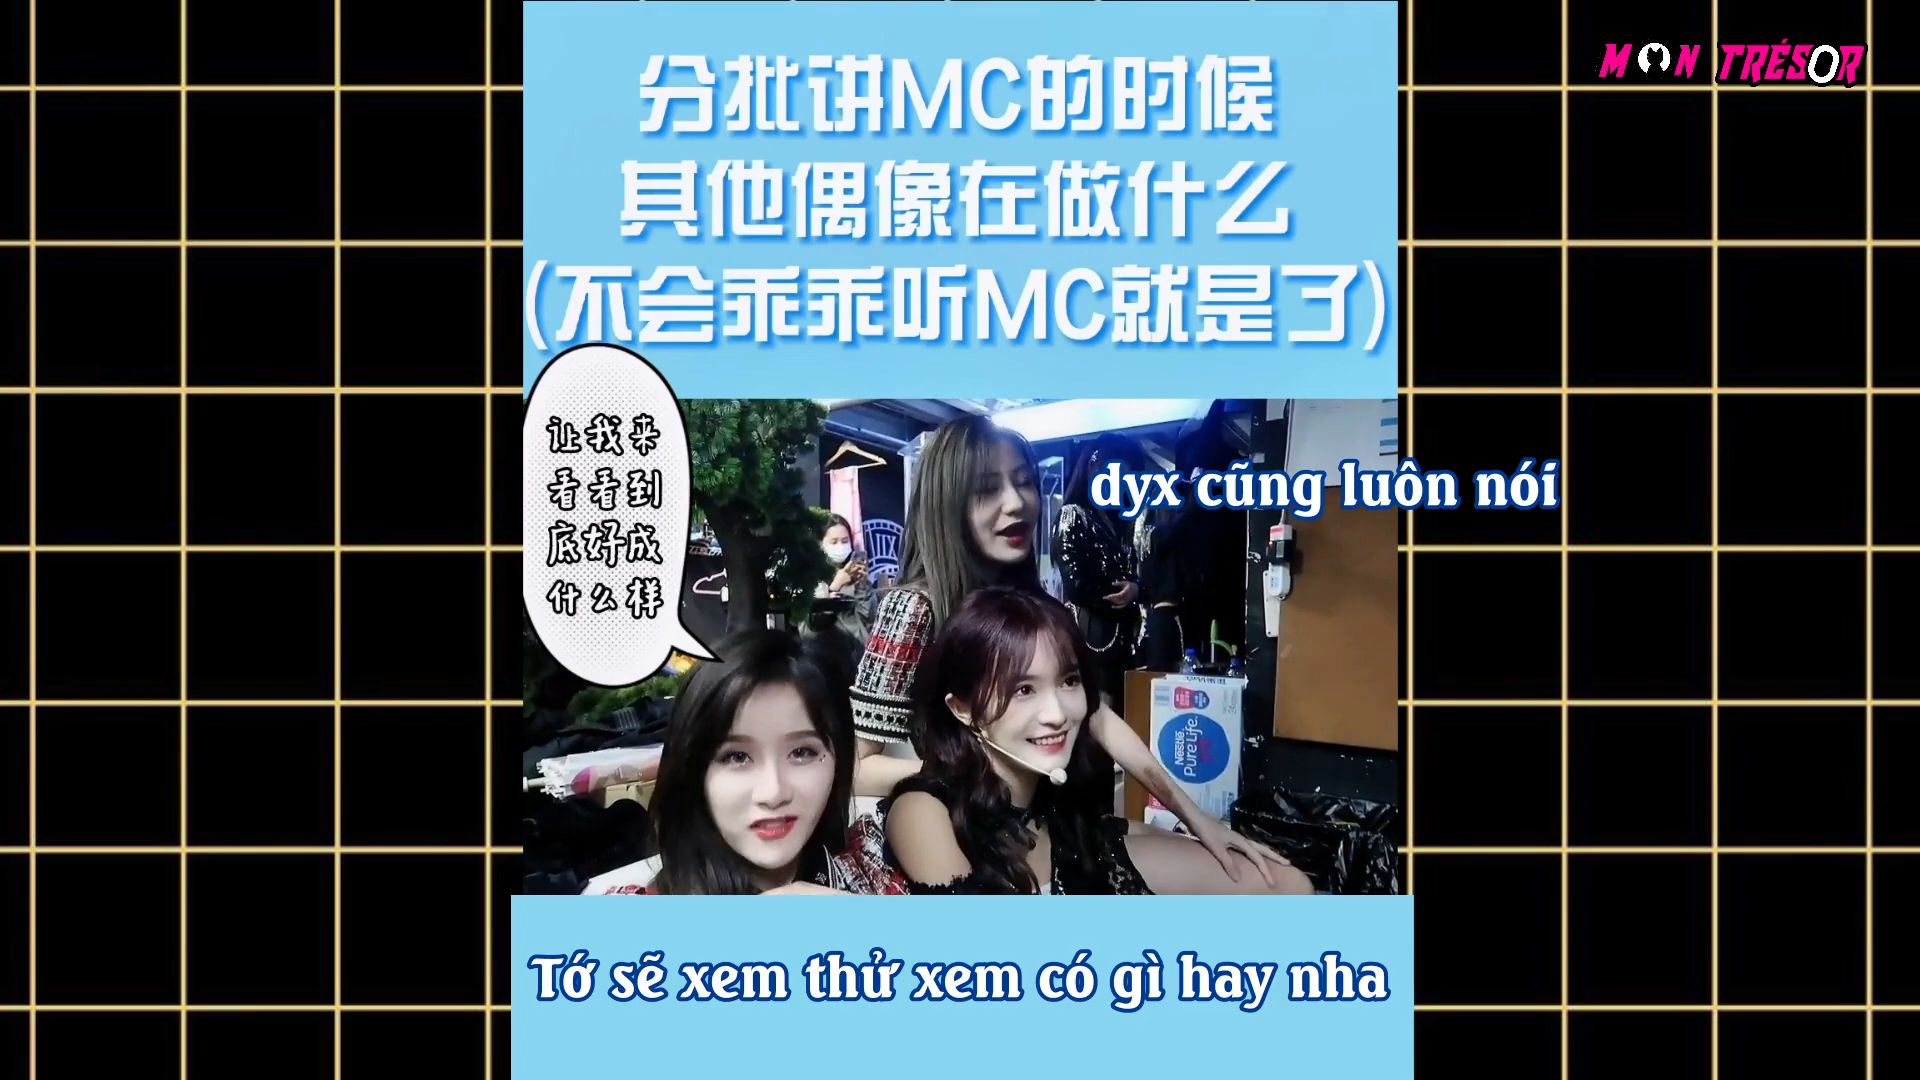 MON TRÉSOR
分批讲MC的时候
其他偶像在做什么
(不会乖乖听MC就是了)
让我来
看看到
底好成
什么样
dyx cũng luôn nói
Nestlé
Pure Life
Tớ sẽ xem thử xem có gì hay nha